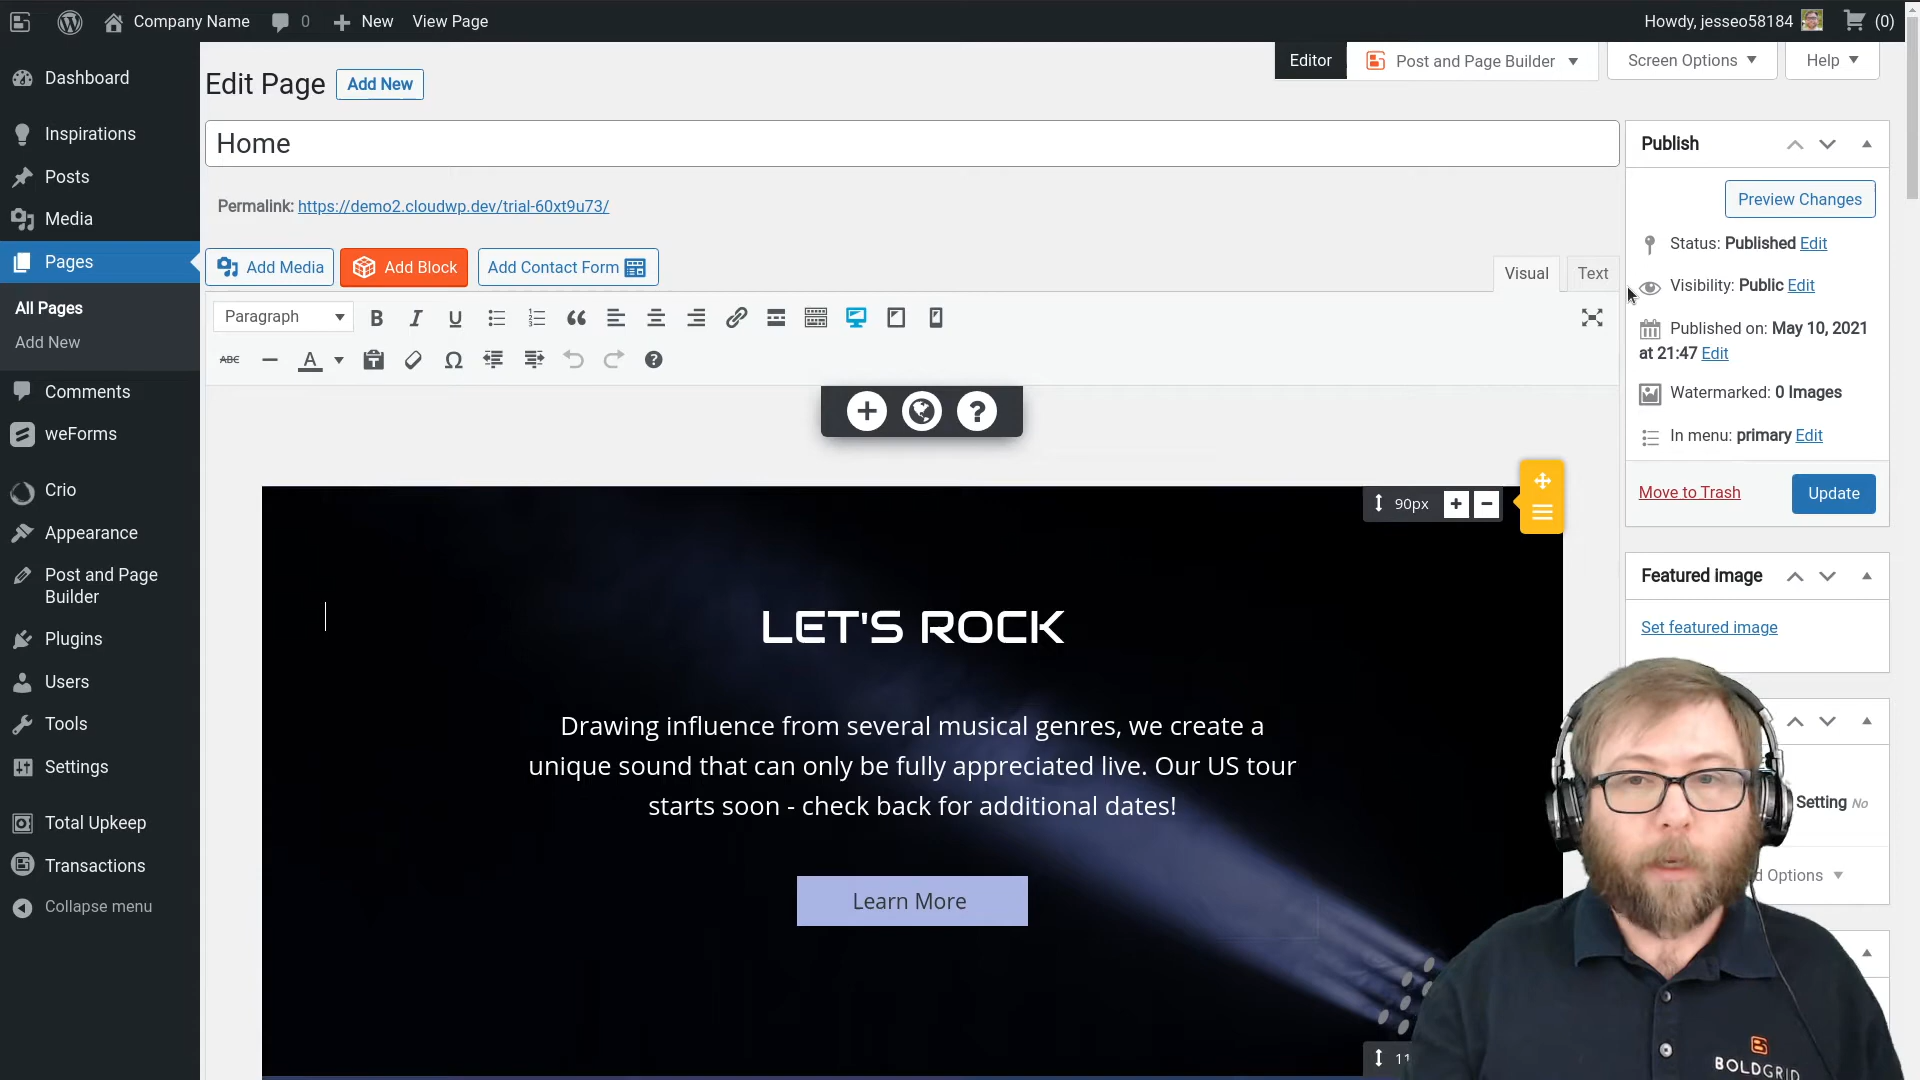 Company Name
0
New
View Page
Howdy, jesseo58184
(0)
Dashboard
Inspirations
Posts
Media
Pages
All Pages
Add New
Comments
weForms
Crio
Appearance
Post and Page
Builder
Plugins
Users
Tools
Settings
Total Upkeep
Transactions
Collapse menu
Edit Page
Add New
Editor
Post and Page Builder
Screen Options
Help
Home
Permalink: https://demo2.cloudwp.dev/trial-60xt9u73/
Add Media
Add Block
Add Contact Form
Visual
Text
Paragraph
B
I
U
ABC
A
Ω
?
90px
LET'S ROCK
Drawing influence from several musical genres, we create a
unique sound that can only be fully appreciated live. Our US tour
starts soon - check back for additional dates!
Learn More
11
Publish
Preview Changes
Status: Published Edit
Visibility: Public Edit
Published on: May 10, 2021
at 21:47 Edit
Watermarked: 0 Images
In menu: primary Edit
Move to Trash
Update
Featured image
Set featured image
Setting No
Options
BOLDGRID